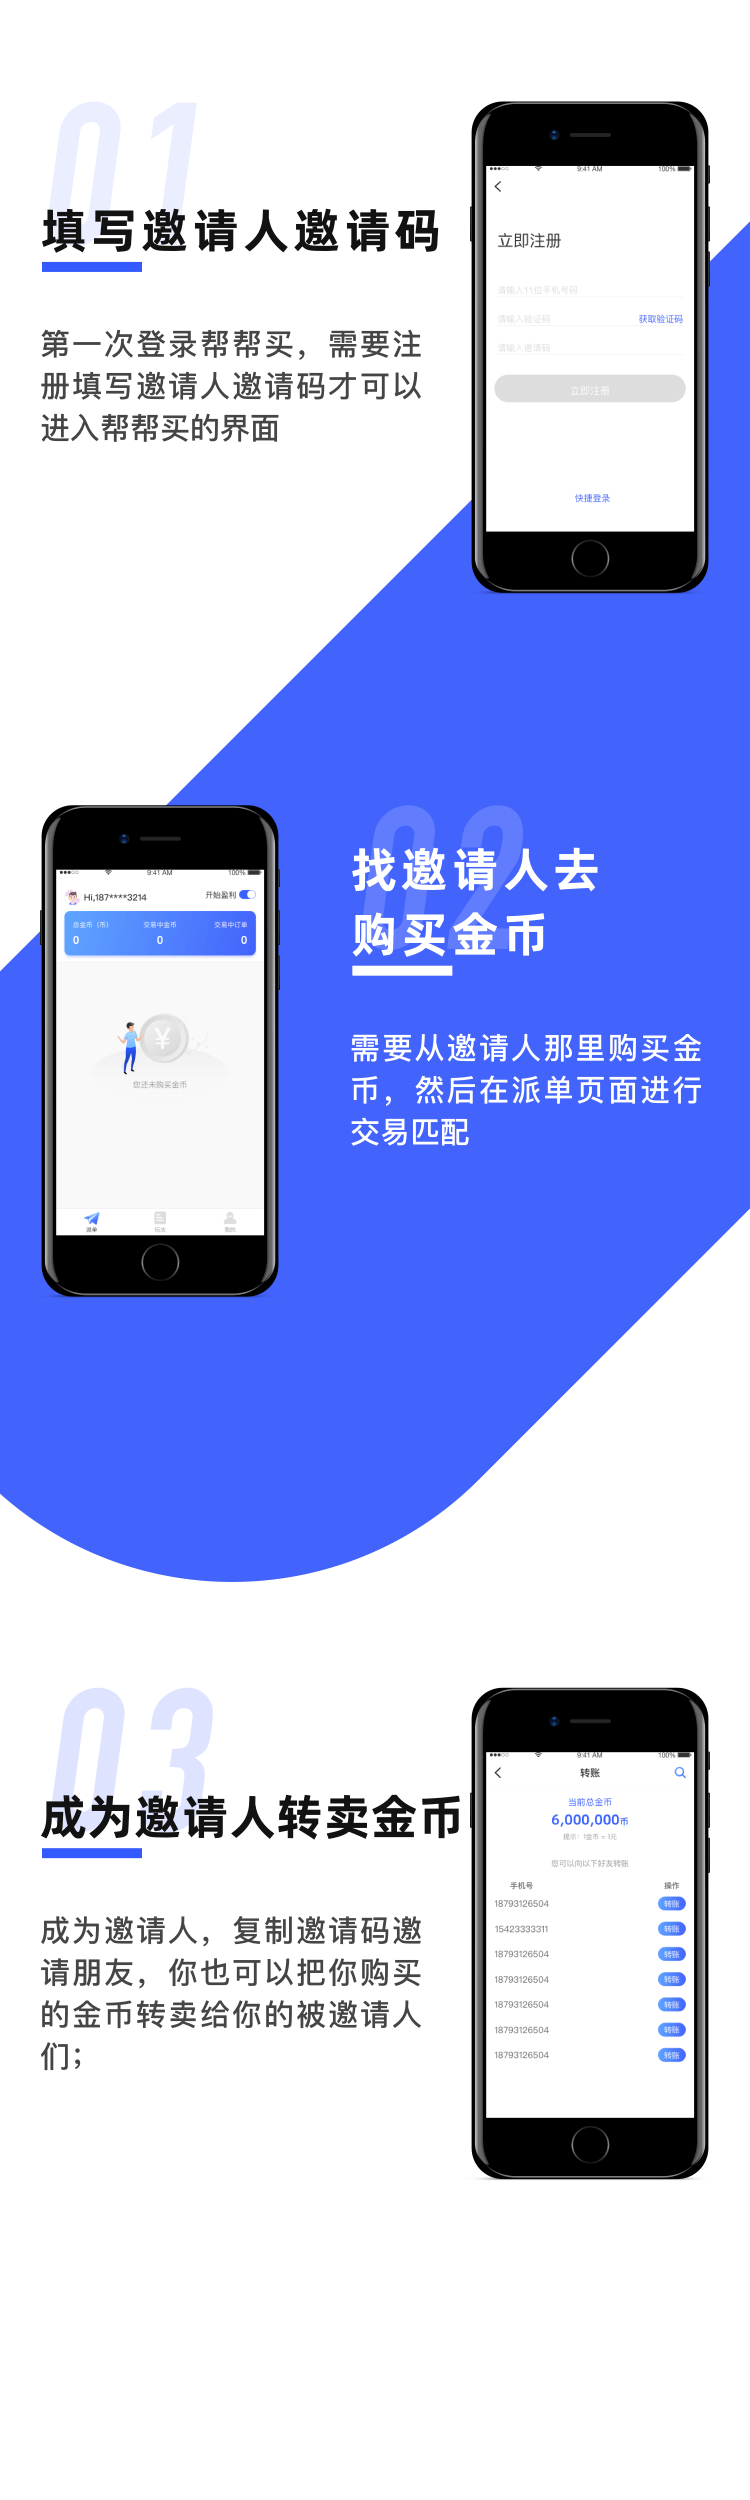 01
填写邀请人邀请码
第一次登录帮帮买，需要注
册填写邀请人邀请码才可以
进入帮帮买的界面
9:41 AM
100%
立即注册
请输入11位手机号码
请输入验证码
获取验证码
请输入邀请码
立即注册
快捷登录
02
找邀请人去
购买金币
需要从邀请人那里购买金
币，然后在派单页面进行
交易匹配
9:41 AM
100%
Hi,187****3214
开始盈利
总金币（币）
交易中金币
交易中订单
0
0
0
¥
您还未购买金币
派单
玩法
我的
03
成为邀请人转卖金币
成为邀请人，复制邀请码邀
请朋友，你也可以把你购买
的金币转卖给你的被邀请人
们；
9:41 AM
100%
转账
当前总金币
6,000,000币
提示：1金币 = 1元
您可以向以下好友转账
手机号
操作
18793126504
转账
15423333311
转账
18793126504
转账
18793126504
转账
18793126504
转账
18793126504
转账
18793126504
转账